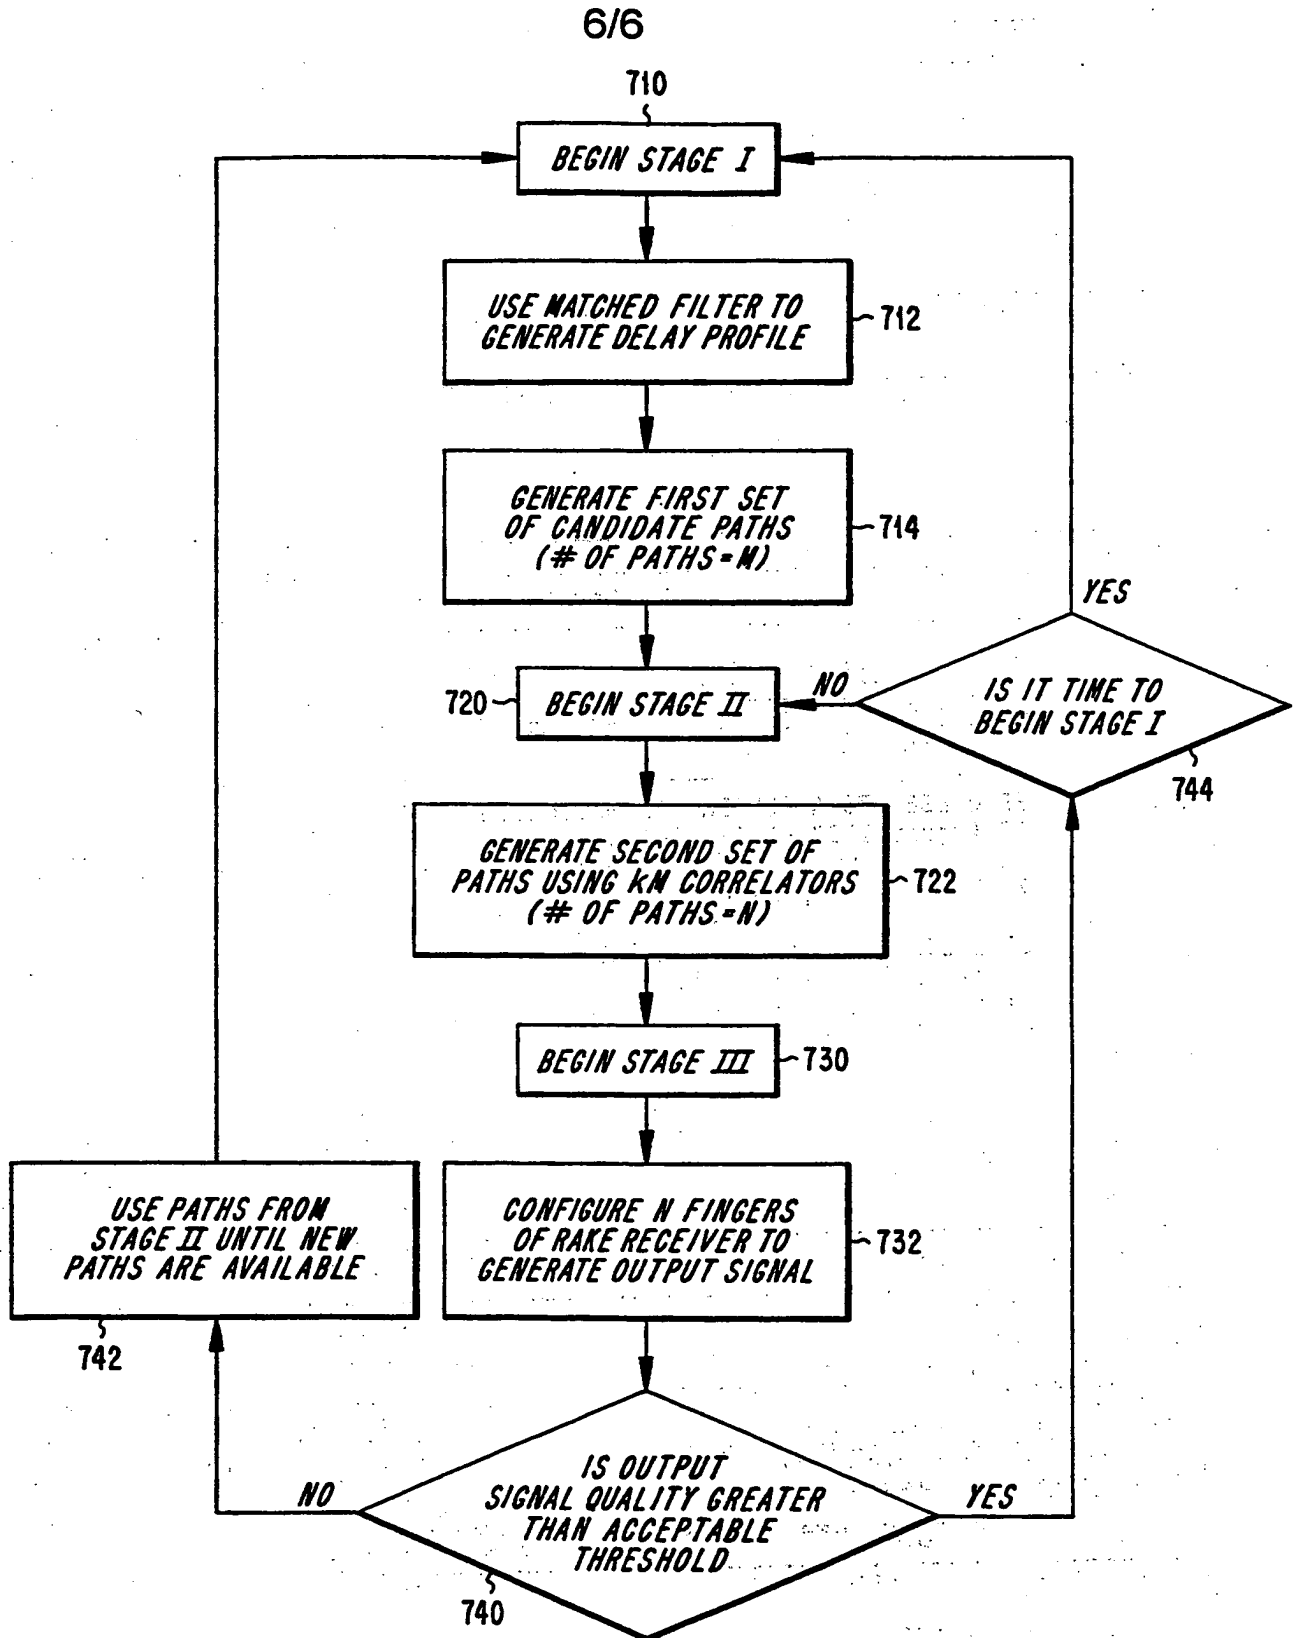 6/6
710
BEGIN STAGE I
USE MATCHED FILTER TO
GENERATE DELAY PROFILE
712
GENERATE FIRST SET
OF CANDIDATE PATHS
(# OF PATHS=M)
714
YES
720
BEGIN STAGE II
NO
IS IT TIME TO
BEGIN STAGE I
744
GENERATE SECOND SET OF
PATHS USING kM CORRELATORS
(# OF PATHS=N)
722
BEGIN STAGE III
730
USE PATHS FROM
STAGE II UNTIL NEW
PATHS ARE AVAILABLE
742
CONFIGURE N FINGERS
OF RAKE RECEIVER TO
GENERATE OUTPUT SIGNAL
732
NO
IS OUTPUT
SIGNAL QUALITY GREATER
THAN ACCEPTABLE
THRESHOLD
YES
740